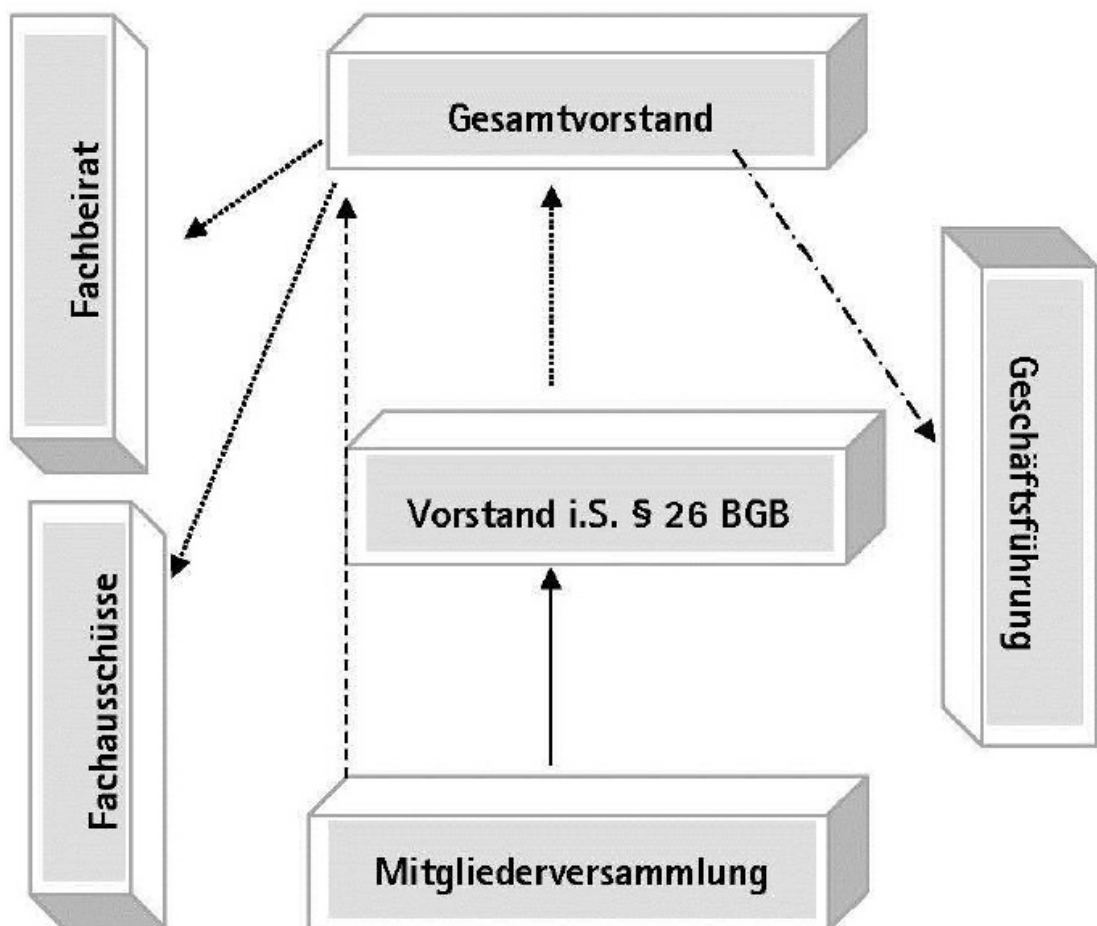 Gesamtvorstand
Fachbeirat
Geschäftsführung
Vorstand i.S. § 26 BGB
Fachausschüsse
Mitgliederversammlung